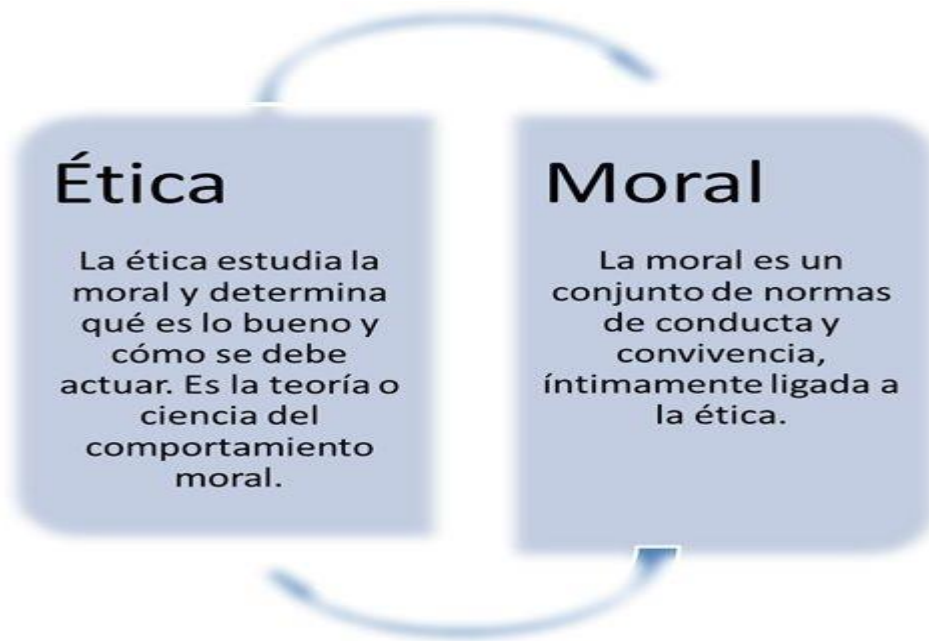 Ética
La ética estudia la
moral y determina
qué es lo bueno y
cómo se debe
actuar. Es la teoría o
ciencia del
comportamiento
moral.
Moral
La moral es un
conjunto de normas
de conducta y
convivencia,
íntimamente ligada a
la ética.